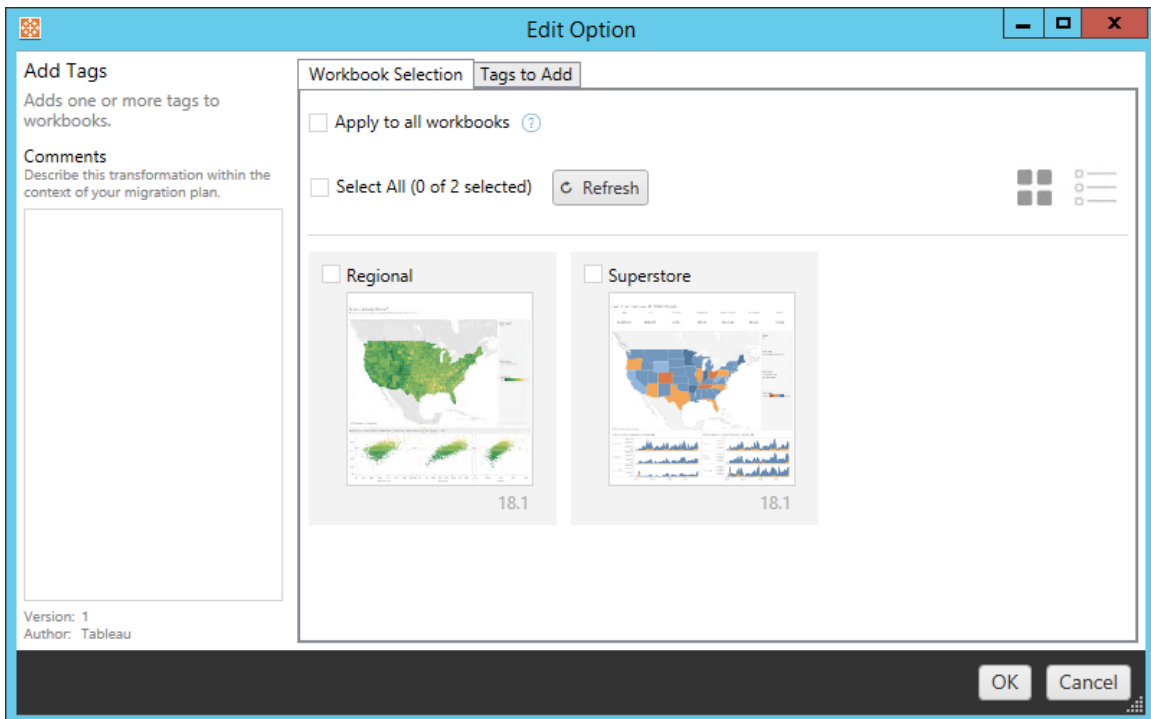 Edit Option
Add Tags
Adds one or more tags to
workbooks.
Comments
Describe this transformation within the
context of your migration plan.
Version: 1
Author: Tableau
Workbook Selection
Tags to Add
Apply to all workbooks ?
Select All (0 of 2 selected)
Refresh
Regional
18.1
Superstore
18.1
OK
Cancel